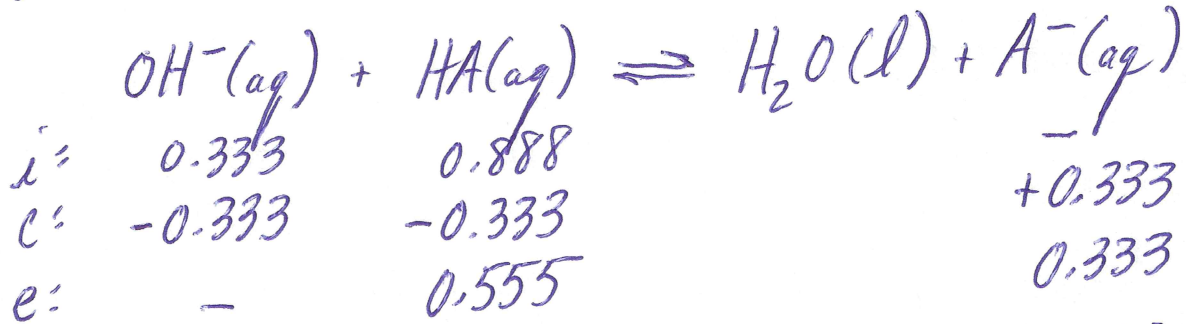 OH⁻(aq) + HA(aq) ⇌ H₂O(l) + A⁻(aq)
i: 0.333 0.888 –
c: -0.333 -0.333 +0.333
e: – 0.555 0.333